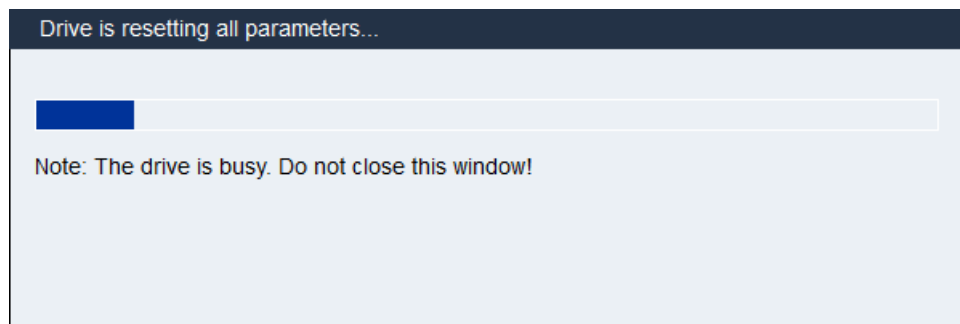 Drive is resetting all parameters...
Note: The drive is busy. Do not close this window!